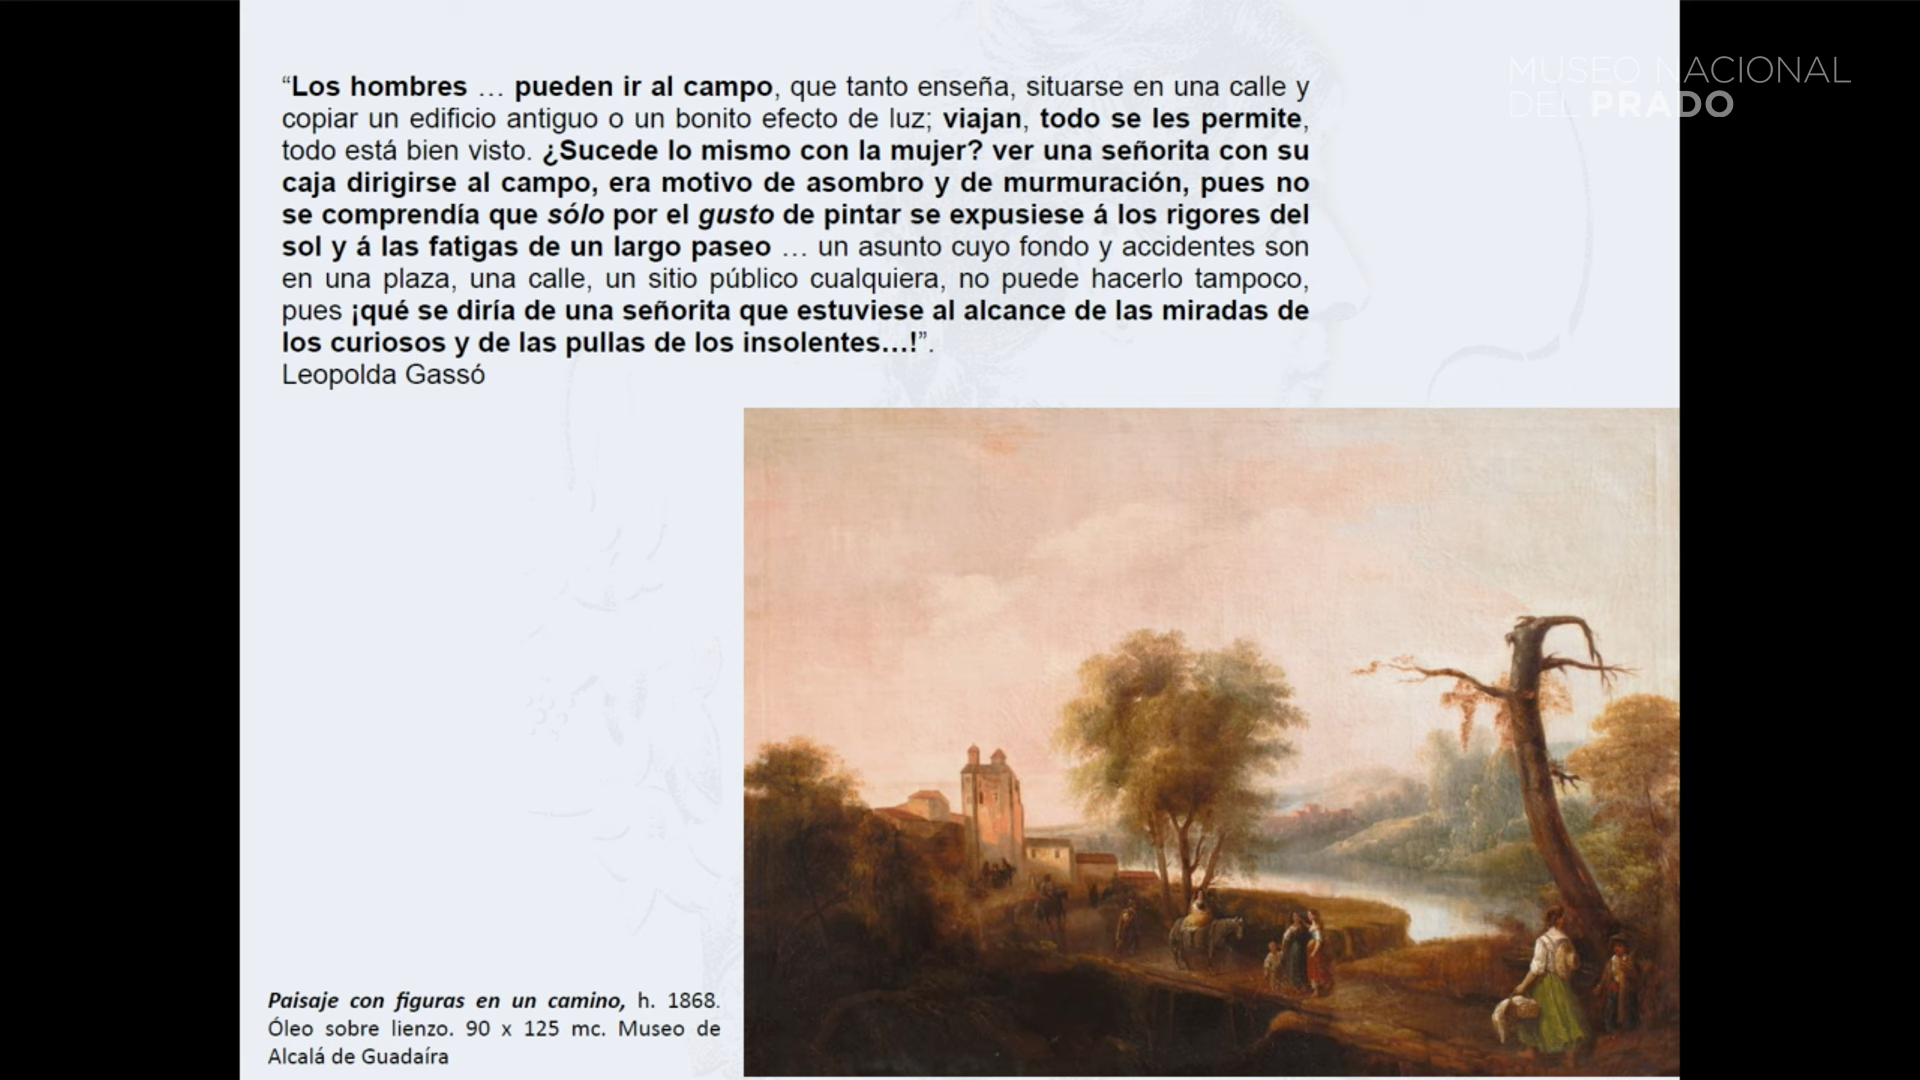 “Los hombres … pueden ir al campo, que tanto enseña, situarse en una calle y
copiar un edificio antiguo o un bonito efecto de luz; viajan, todo se les permite,
todo está bien visto. ¿Sucede lo mismo con la mujer? ver una señorita con su
caja dirigirse al campo, era motivo de asombro y de murmuración, pues no
se comprendía que sólo por el gusto de pintar se expusiese á los rigores del
sol y á las fatigas de un largo paseo … un asunto cuyo fondo y accidentes son
en una plaza, una calle, un sitio público cualquiera, no puede hacerlo tampoco,
pues ¡qué se diría de una señorita que estuviese al alcance de las miradas de
los curiosos y de las pullas de los insolentes…!”.
Leopolda Gassó
MUSEO NACIONAL
DEL PRADO
Paisaje con figuras en un camino, h. 1868.
Óleo sobre lienzo. 90 x 125 mc. Museo de
Alcalá de Guadaíra